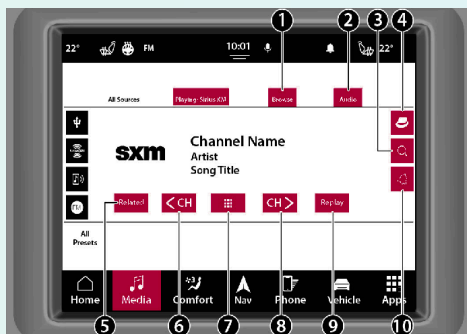 1 2 3 4
22° FM 10:01 22°
All Sources Playing: Sirius XM Browse Audio
sxm
Channel Name
Artist
Song Title
FM
Related <CH CH> Replay
All
Presets
Home Media Comfort Nav Phone Vehicle Apps
5 6 7 8 9 10